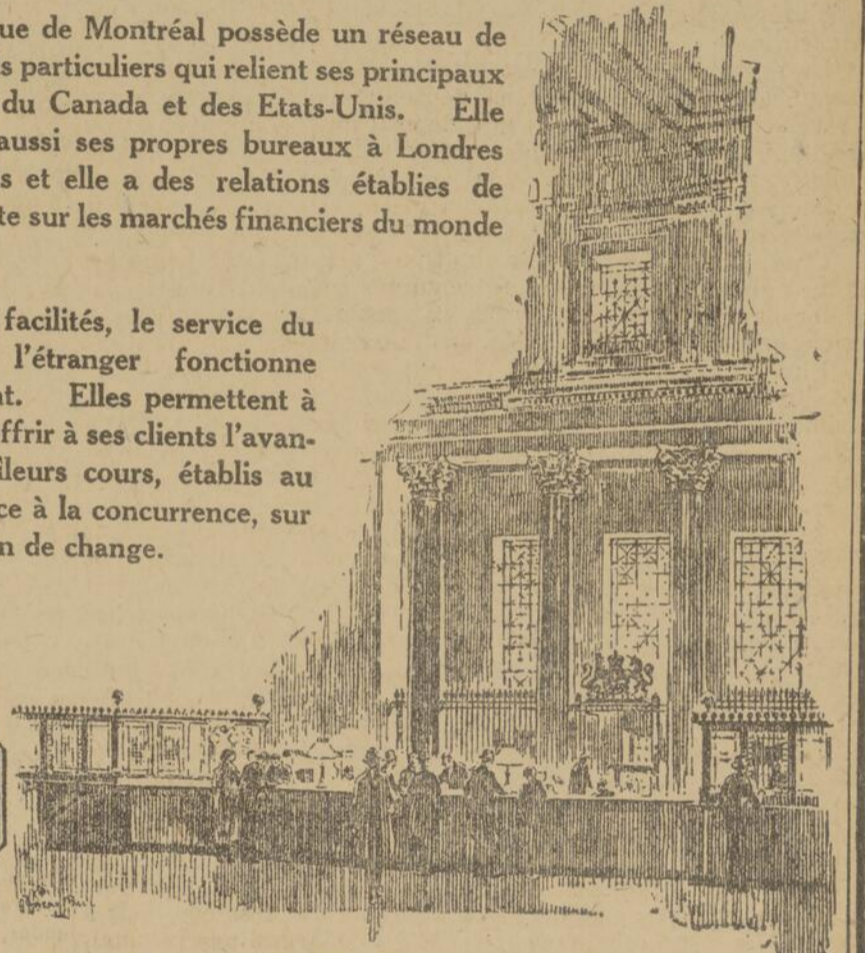 ue de Montréal possède un réseau de
s particuliers qui relient ses principaux
du Canada et des Etats-Unis. Elle
aussi ses propres bureaux à Londres
s et elle a des relations établies de
te sur les marchés financiers du monde
facilités, le service du
l'étranger fonctionne
t. Elles permettent à
ffrir à ses clients l'avan-
lleurs cours, établis au
ce à la concurrence, sur
n de change.